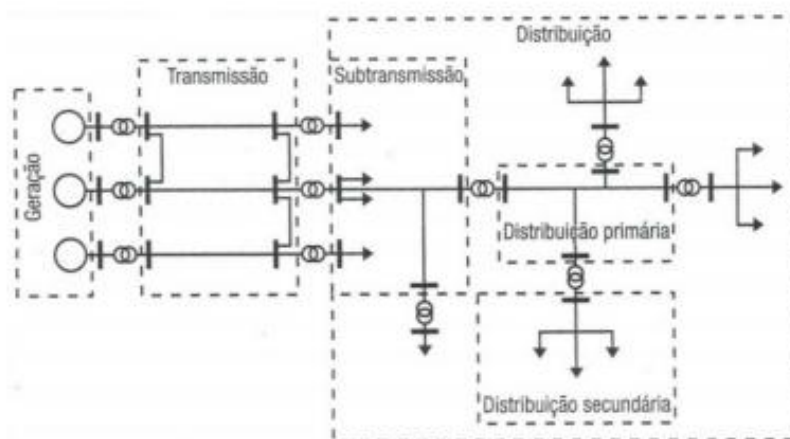 Distribuição
Transmissão
Subtransmissão
Geração
Distribuição primária
Distribuição secundária